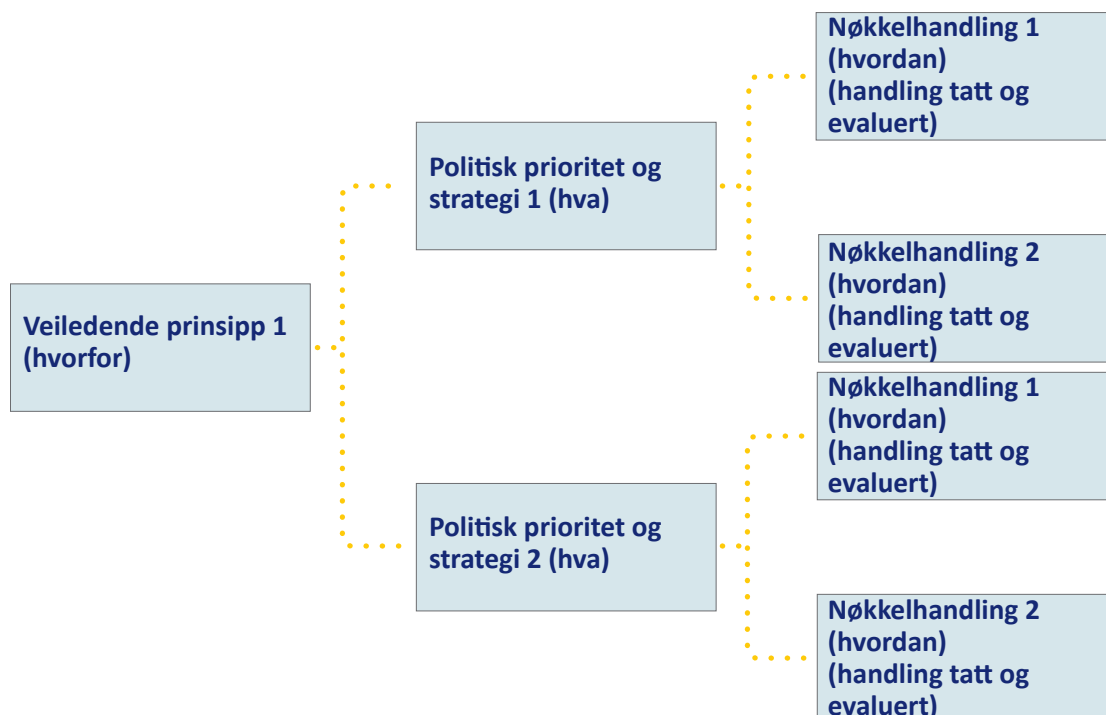 Veiledende prinsipp 1
(hvorfor)
Politisk prioritet og
strategi 1 (hva)
Nøkkelhandling 1
(hvordan)
(handling tatt og
evaluert)
Nøkkelhandling 2
(hvordan)
(handling tatt og
evaluert)
Politisk prioritet og
strategi 2 (hva)
Nøkkelhandling 1
(hvordan)
(handling tatt og
evaluert)
Nøkkelhandling 2
(hvordan)
(handling tatt og
evaluert)